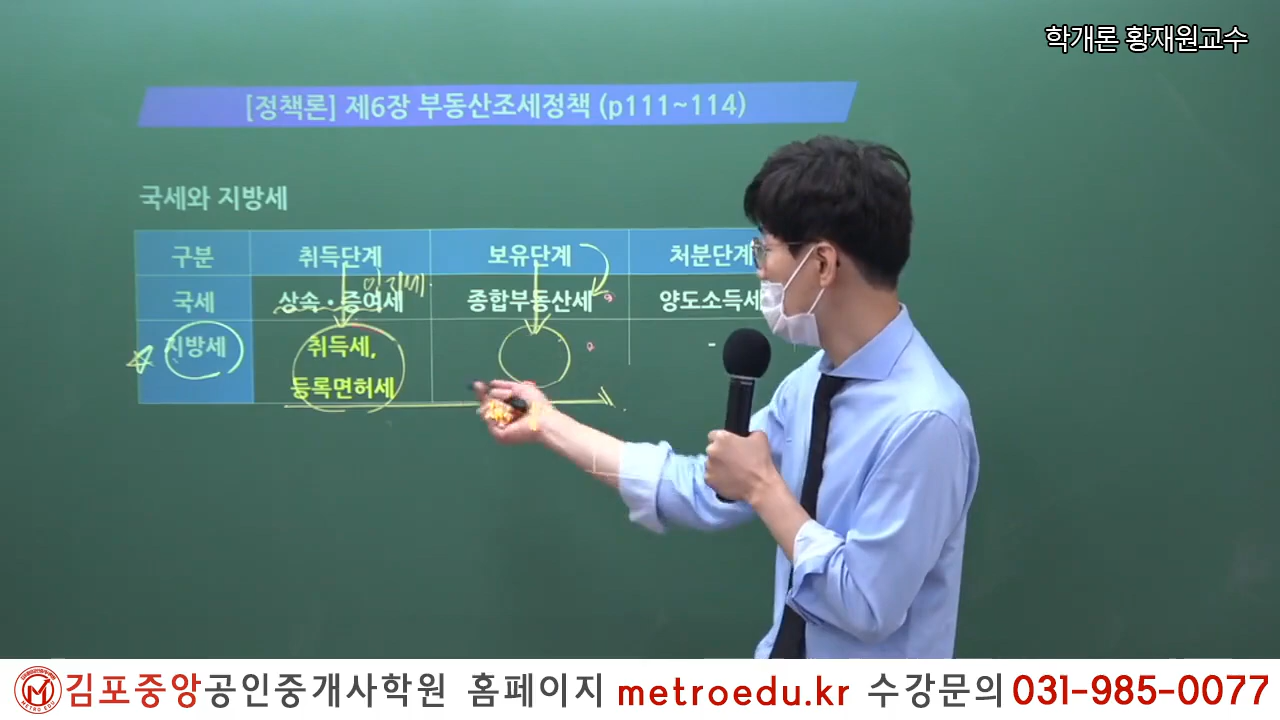 학개론 황재원교수
[정책론] 제6장 부동산조세정책 (p111~114)
국세와 지방세
구분 취득단계 보유단계 처분단계
인지세.
국세 상속·증여세 종합부동산세 양도소득세
지방세 취득세, -
등록면허세
METRO EDU
김포중앙공인중개사학원 홈페이지 metroedu.kr 수강문의 031-985-0077